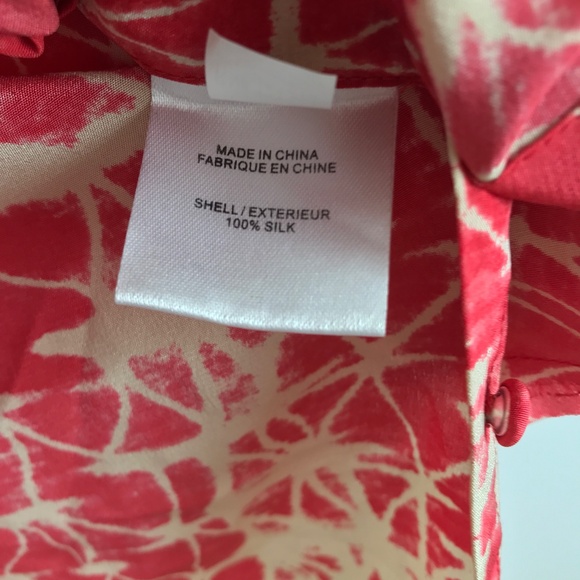 MADE IN CHINA
FABRIQUE EN CHINE
SHELL / EXTERIEUR
100% SILK